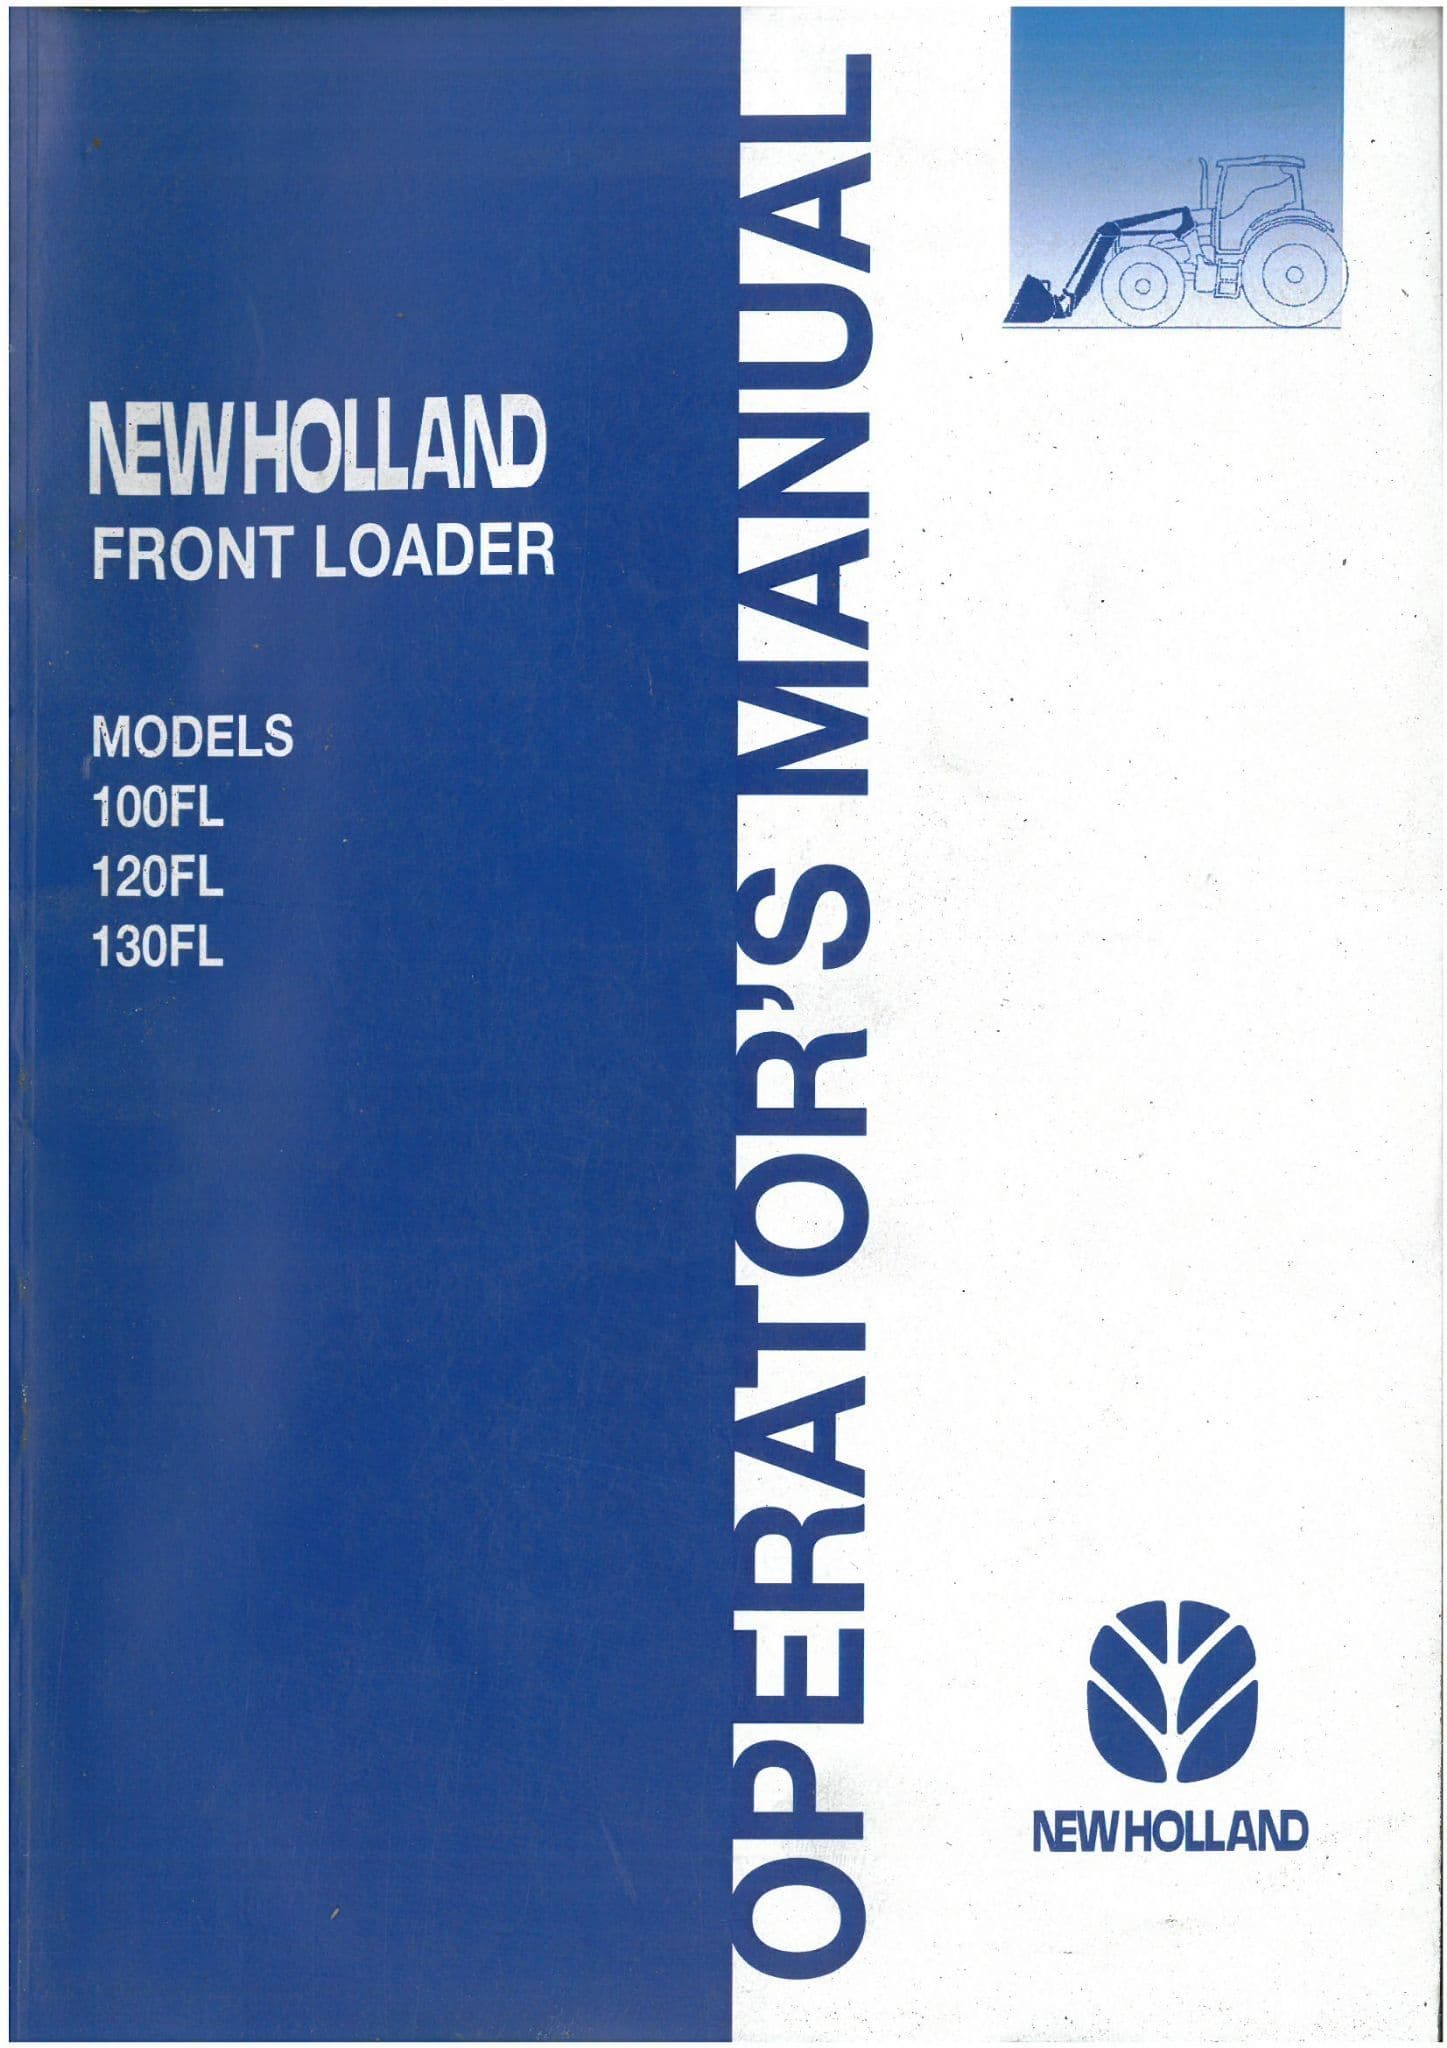 NEW HOLLAND
FRONT LOADER
MODELS
100FL
120FL
130FL
OPERATOR'S MANUAL
NEW HOLLAND